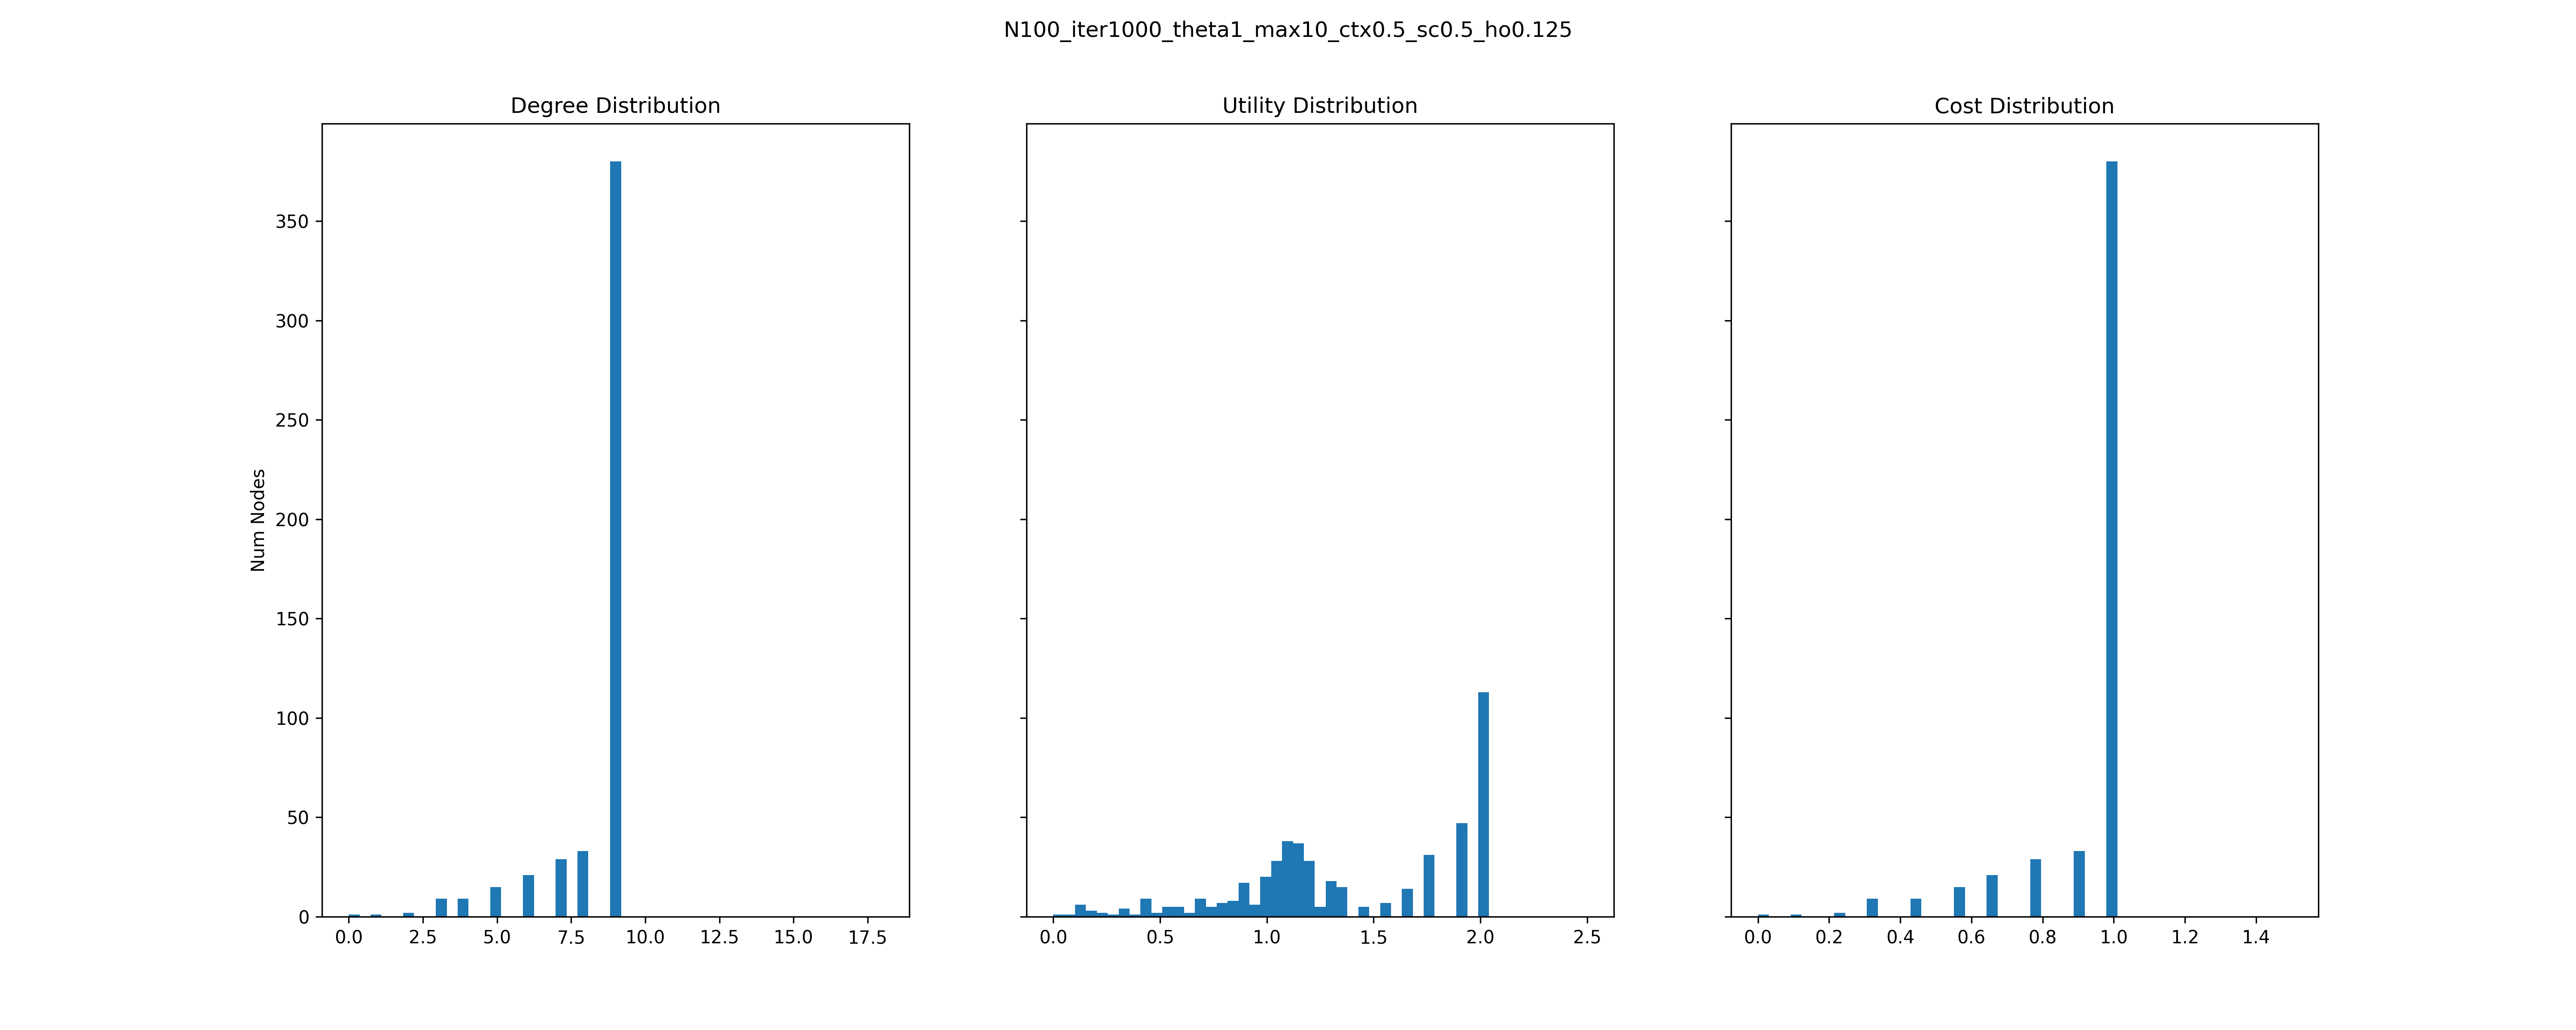 N100_iter1000_theta1_max10_ctx0.5_sc0.5_ho0.125
Degree Distribution
Utility Distribution
Cost Distribution
Num Nodes
350
300
250
200
150
100
50
0
0.0 2.5 5.0 7.5 10.0 12.5 15.0 17.5
0.0 0.5 1.0 1.5 2.0 2.5
0.0 0.2 0.4 0.6 0.8 1.0 1.2 1.4